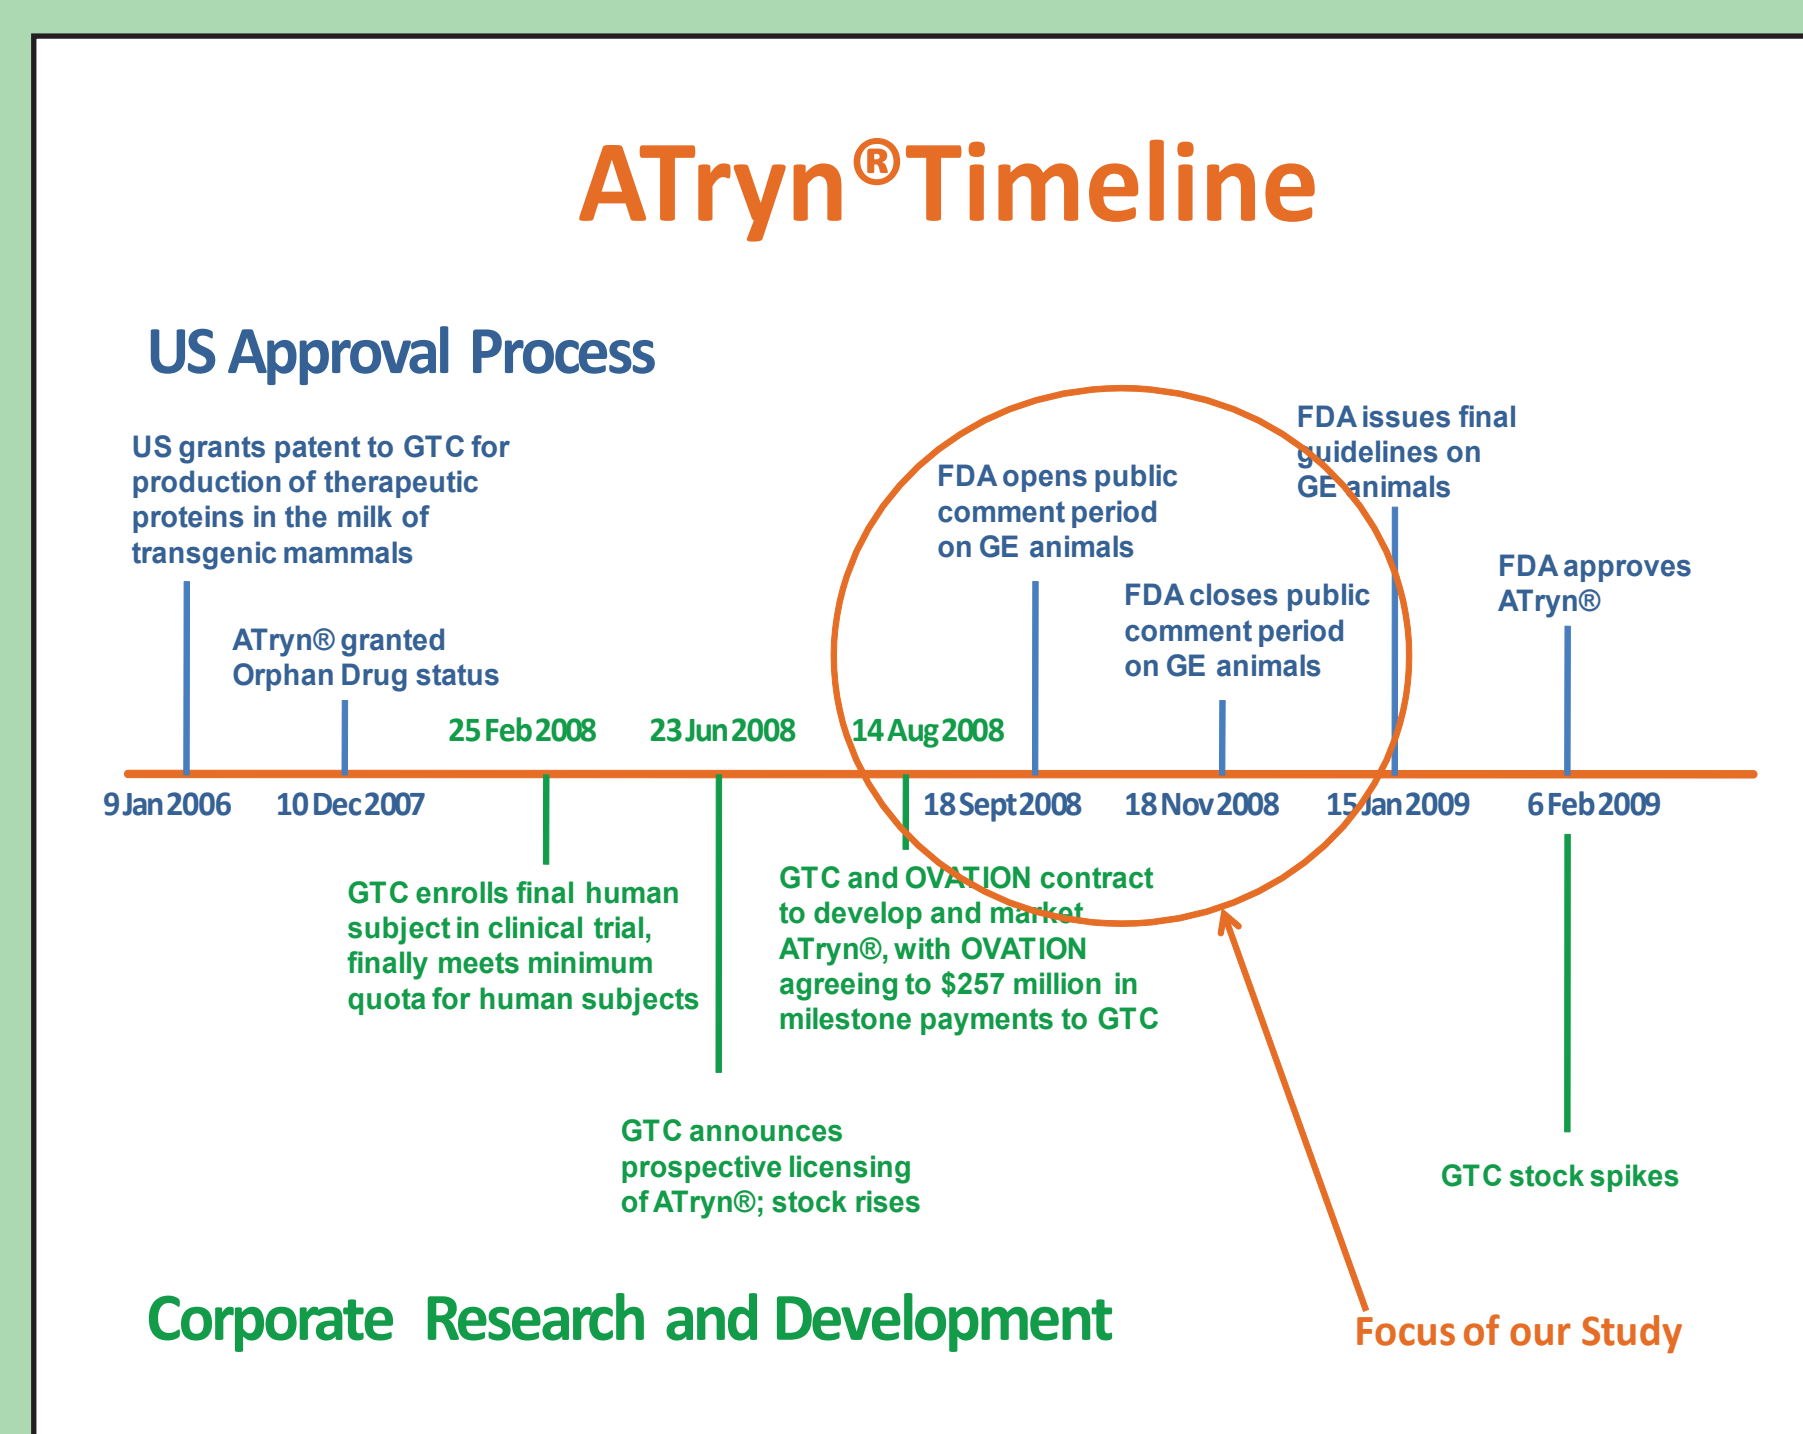 ATryn® Timeline
US Approval Process
US grants patent to GTC for
production of therapeutic
proteins in the milk of
transgenic mammals
ATryn® granted
Orphan Drug status
FDA opens public
comment period
on GE animals
FDA closes public
comment period
on GE animals
FDA issues final
guidelines on
GE animals
FDA approves
ATryn®
25 Feb 2008
23 Jun 2008
14 Aug 2008
9 Jan 2006
10 Dec 2007
18 Sept 2008
18 Nov 2008
15 Jan 2009
6 Feb 2009
GTC enrolls final human
subject in clinical trial,
finally meets minimum
quota for human subjects
GTC announces
prospective licensing
of ATryn®; stock rises
GTC and OVATION contract
to develop and market
ATryn®, with OVATION
agreeing to $257 million in
milestone payments to GTC
GTC stock spikes
Corporate Research and Development
Focus of our Study